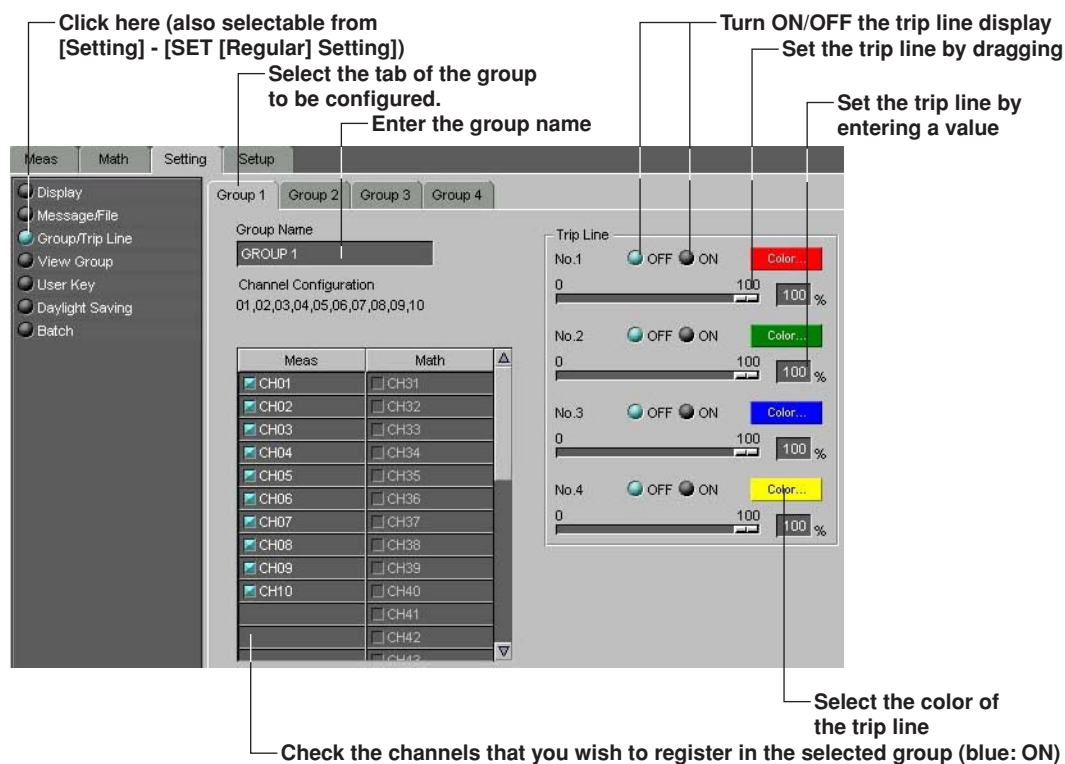 Click here (also selectable from
[Setting] - [SET [Regular] Setting])
Turn ON/OFF the trip line display
Set the trip line by dragging
Select the tab of the group
to be configured.
Set the trip line by
entering a value
Enter the group name
Meas Math Setting Setup
Display
Message/File
Group/Trip Line
View Group
User Key
Daylight Saving
Batch
Group 1 Group 2 Group 3 Group 4
Group Name
GROUP 1
Channel Configuration
01,02,03,04,05,06,07,08,09,10
Meas Math
CH01 CH31
CH02 CH32
CH03 CH33
CH04 CH34
CH05 CH35
CH06 CH36
CH07 CH37
CH08 CH38
CH09 CH39
CH10 CH40
CH41
CH42
CH43
Trip Line
No.1 OFF ON Color...
0 100 100 %
No.2 OFF ON Color...
0 100 100 %
No.3 OFF ON Color...
0 100 100 %
No.4 OFF ON Color...
0 100 100 %
Select the color of
the trip line
Check the channels that you wish to register in the selected group (blue: ON)